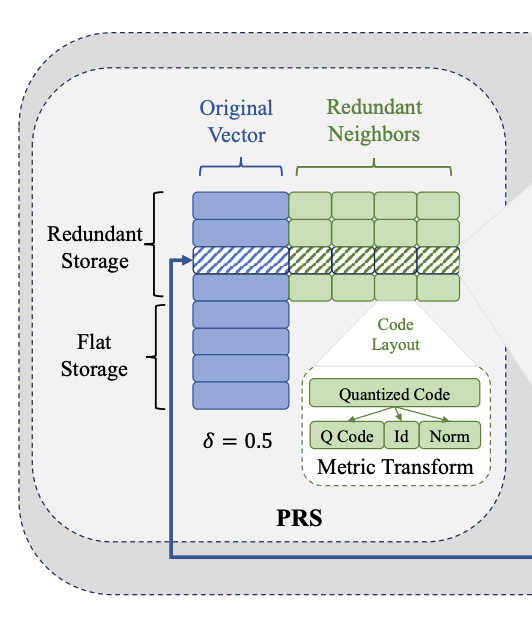 Original
Vector
Redundant
Neighbors
Redundant
Storage
Flat
Storage
Code
Layout
Quantized Code
Q Code
Id
Norm
Metric Transform
δ = 0.5
PRS